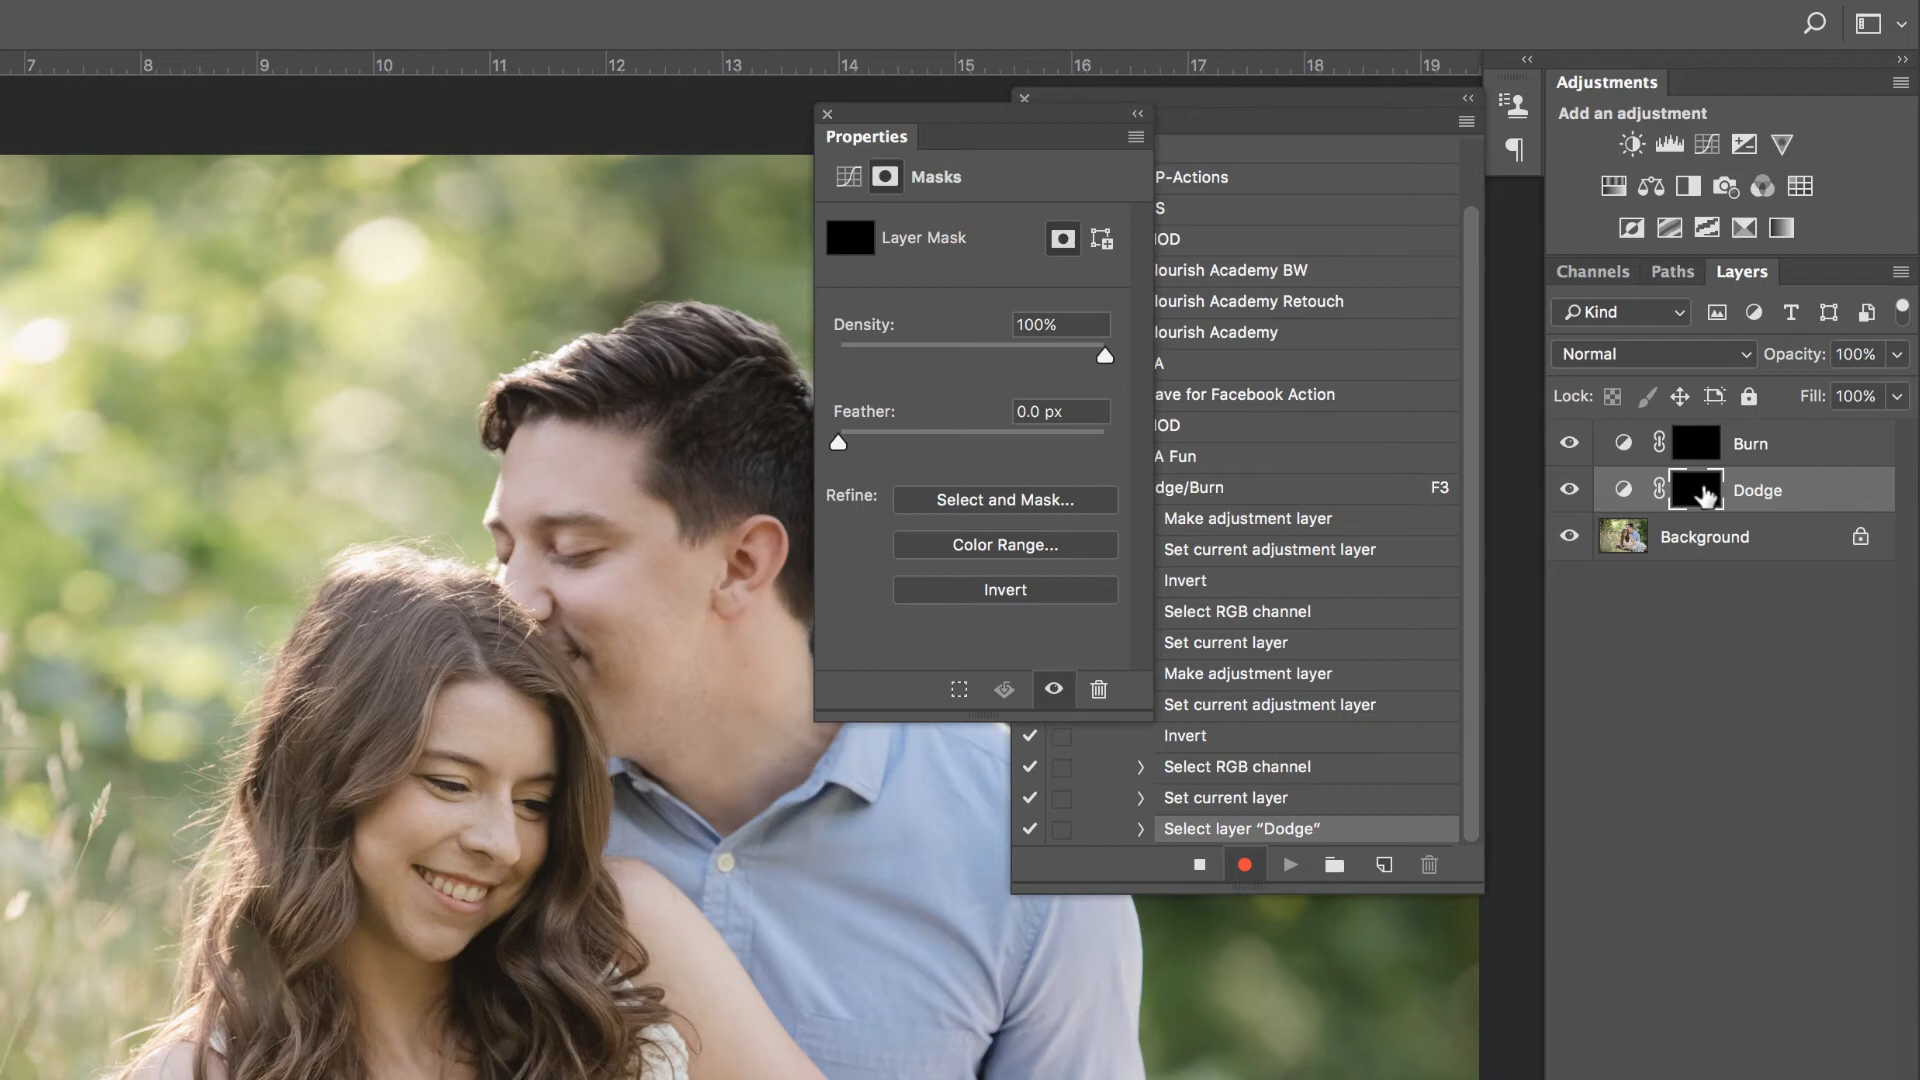 7 8 9 10 11 12 13 14 15 16 17 18 19
Properties
Masks
Layer Mask
Density: 100%
Feather: 0.0 px
Refine: Select and Mask...
Color Range...
Invert
P-Actions
S
OD
lourish Academy BW
lourish Academy Retouch
lourish Academy
A
ave for Facebook Action
OD
A Fun
dge/Burn F3
Make adjustment layer
Set current adjustment layer
Invert
Select RGB channel
Set current layer
Make adjustment layer
Set current adjustment layer
Invert
Select RGB channel
Set current layer
Select layer “Dodge”
Adjustments
Add an adjustment
Channels Paths Layers
Kind
Normal Opacity: 100%
Lock: Fill: 100%
Burn
Dodge
Background